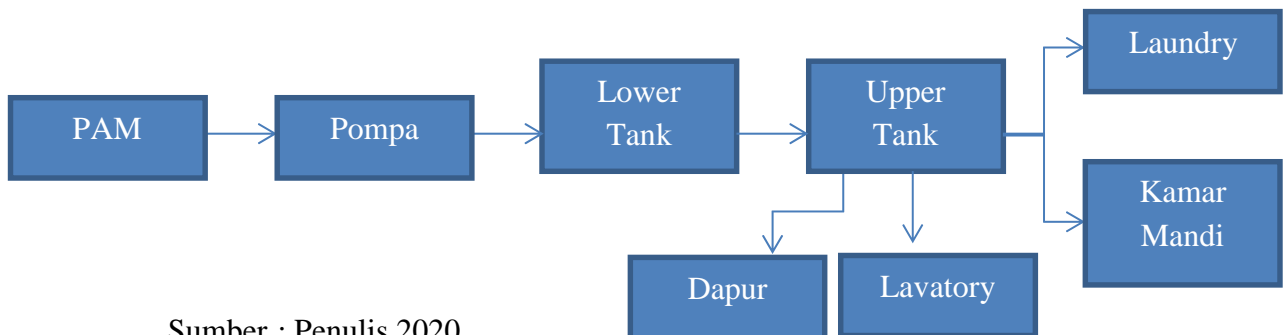 PAM
Pompa
Lower
Tank
Upper
Tank
Laundry
Kamar
Mandi
Dapur
Lavatory
Sumber : Penulis 2020